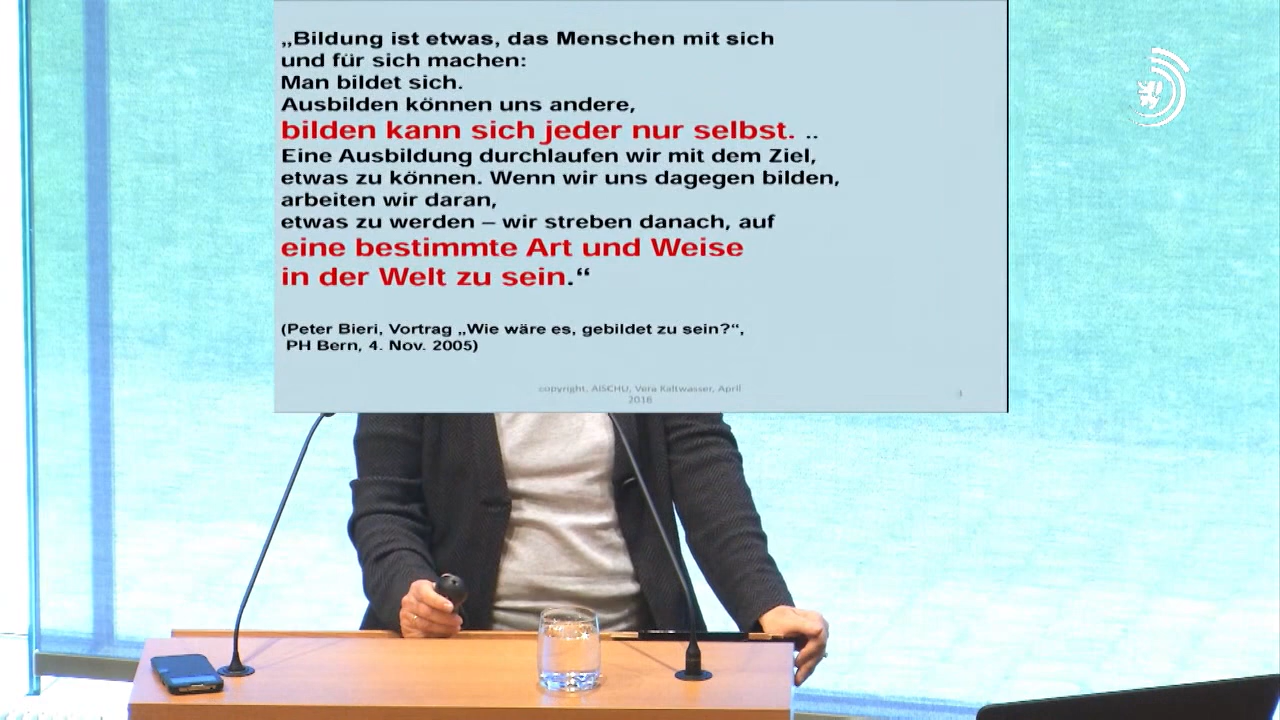 „Bildung ist etwas, das Menschen mit sich
und für sich machen:
Man bildet sich.
Ausbilden können uns andere,
bilden kann sich jeder nur selbst. ..
Eine Ausbildung durchlaufen wir mit dem Ziel,
etwas zu können. Wenn wir uns dagegen bilden,
arbeiten wir daran,
etwas zu werden – wir streben danach, auf
eine bestimmte Art und Weise
in der Welt zu sein.“
(Peter Bieri, Vortrag „Wie wäre es, gebildet zu sein?“,
PH Bern, 4. Nov. 2005)
copyright, AISCHU, Vera Kaltwasser, April
2016